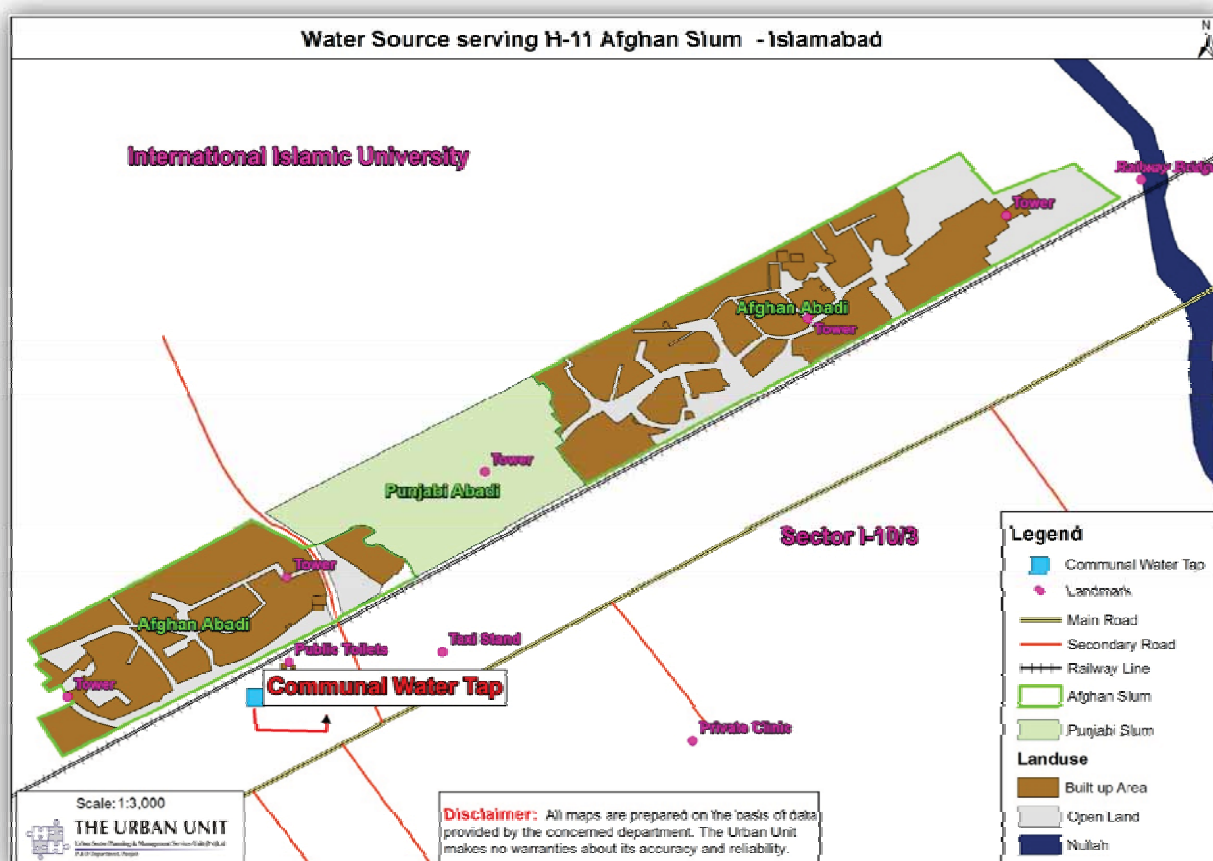 Water Source serving H-11 Afghan Slum - Islamabad
N
International Islamic University
Railway Bridge
Tower
Afghan Abadi
Tower
Tower
Punjabi Abadi
Sector I-10/3
Tower
Afghan Abadi
Public Toilets
Taxi Stand
Tower
Communal Water Tap
Private Clinic
Legend
Communal Water Tap
Landmark
Main Road
Secondary Road
Railway Line
Afghan Slum
Punjabi Slum
Landuse
Built up Area
Open Land
Nullah
Scale: 1:3,000
THE URBAN UNIT
Disclaimer: All maps are prepared on the basis of data
provided by the concerned department. The Urban Unit
makes no warranties about its accuracy and reliability.